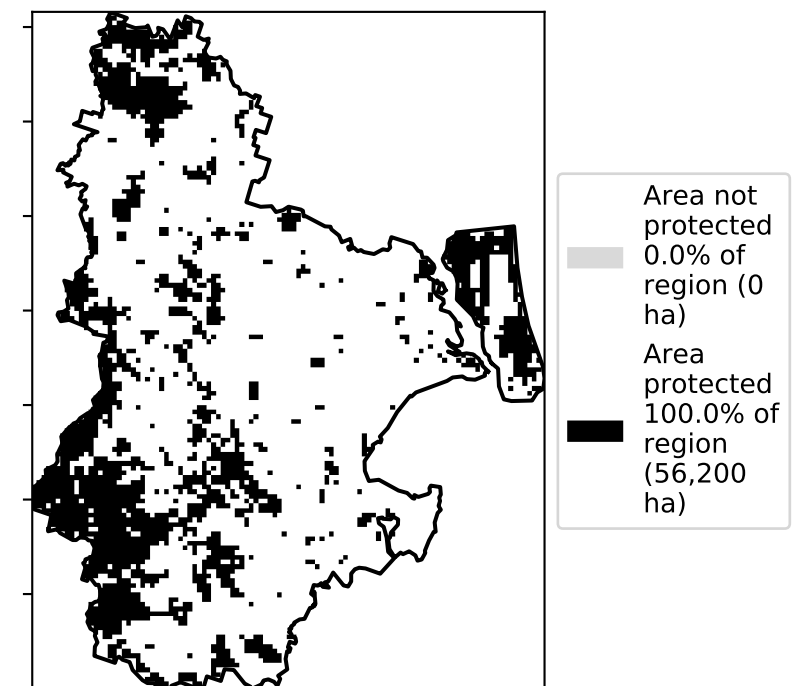 Area not
protected
0.0% of
region (0
ha)
Area
protected
100.0% of
region
(56,200
ha)